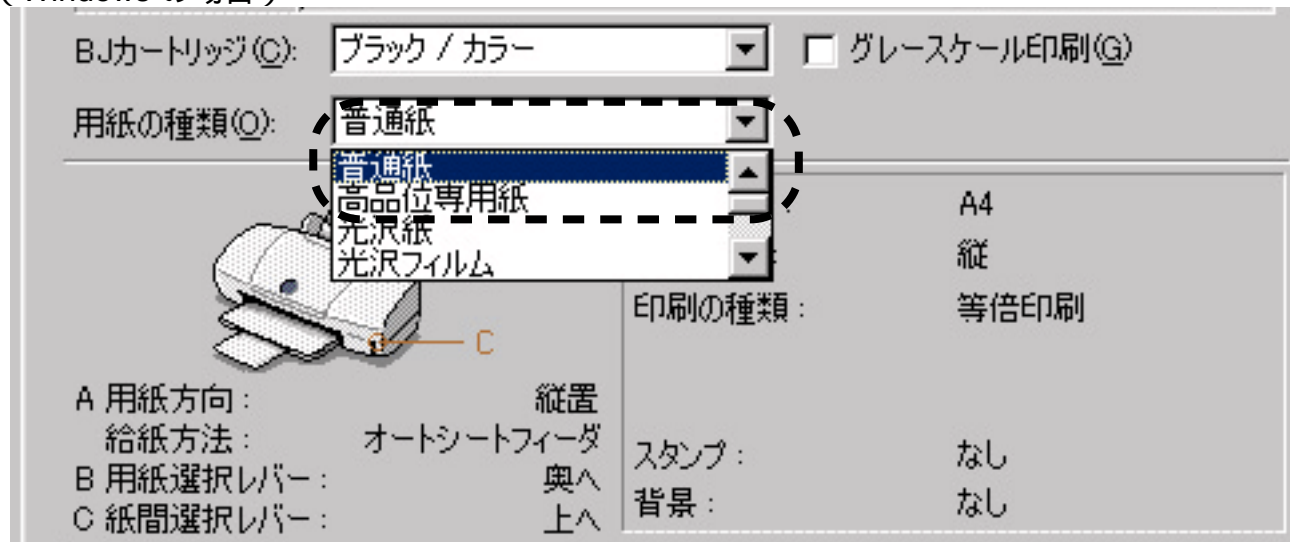 (Windows の場合)
BJカートリッジ(C): ブラック / カラー グレースケール印刷(G)
用紙の種類(O): 普通紙
普通紙
高品位専用紙
光沢紙
光沢フィルム
A4
縦
印刷の種類: 等倍印刷
C
A 用紙方向: 縦置
給紙方法: オートシートフィーダ
B 用紙選択レバー: 奥へ
C 紙間選択レバー: 上へ
スタンプ: なし
背景: なし